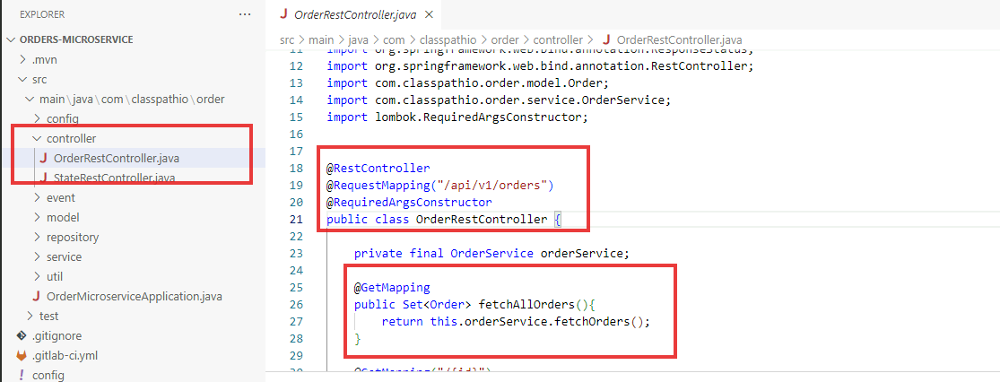 EXPLORER
...
ORDERS-MICROSERVICE
.mvn
src
main\java\com\classpathio\order
config
controller
J OrderRestController.java
J StateRestController.java
event
model
repository
service
util
J OrderMicroserviceApplication.java
test
.gitignore
.gitlab-ci.yml
! config
J OrderRestController.java ×
src > main > java > com > classpathio > order > controller > J OrderRestController.java
11 import org.springframework.web.bind.annotation.ResponseStatus;
12 import org.springframework.web.bind.annotation.RestController;
13 import com.classpathio.order.model.Order;
14 import com.classpathio.order.service.OrderService;
15 import lombok.RequiredArgsConstructor;
16
17
18 @RestController
19 @RequestMapping("/api/v1/orders")
20 @RequiredArgsConstructor
21 public class OrderRestController {
22
23 private final OrderService orderService;
24
25 @GetMapping
26 public Set<Order> fetchAllOrders(){
27 return this.orderService.fetchOrders();
28 }
29
30 @GetMapping("/{id}")